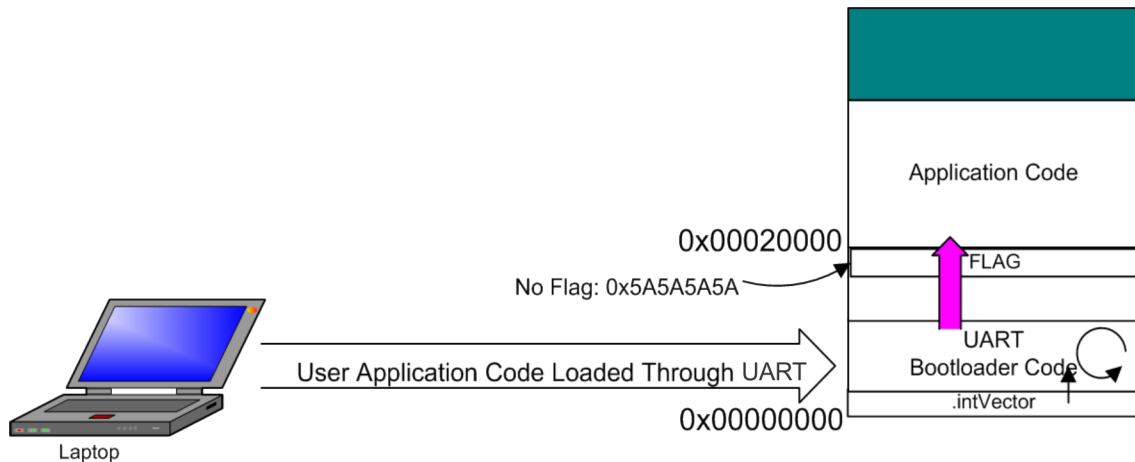 Application Code
0x00020000
FLAG
No Flag: 0x5A5A5A5A
UART
Bootloader Code
User Application Code Loaded Through UART
.intVector
0x00000000
Laptop